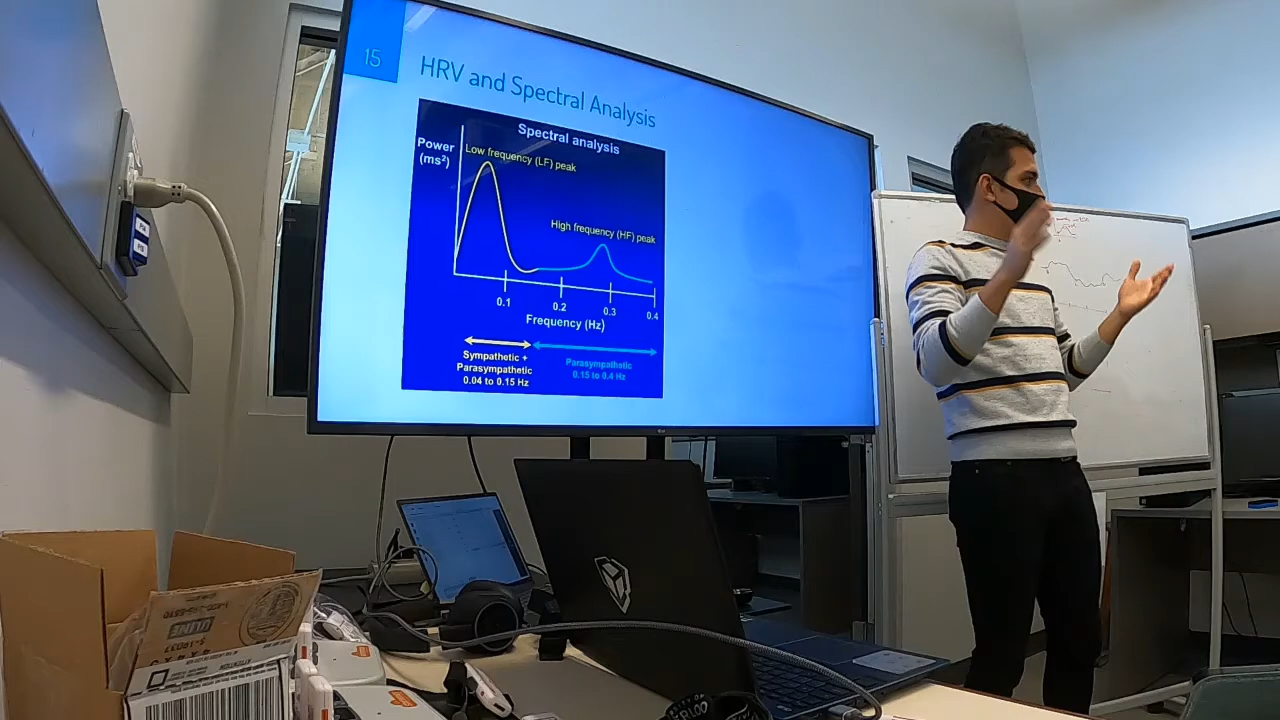 15
HRV and Spectral Analysis
Spectral analysis
Power
(ms²)
Low frequency (LF) peak
High frequency (HF) peak
0.1
0.2
0.3
0.4
Frequency (Hz)
Sympathetic +
Parasympathetic
0.04 to 0.15 Hz
Parasympathetic
0.15 to 0.4 Hz
ULINE
ATTENTION